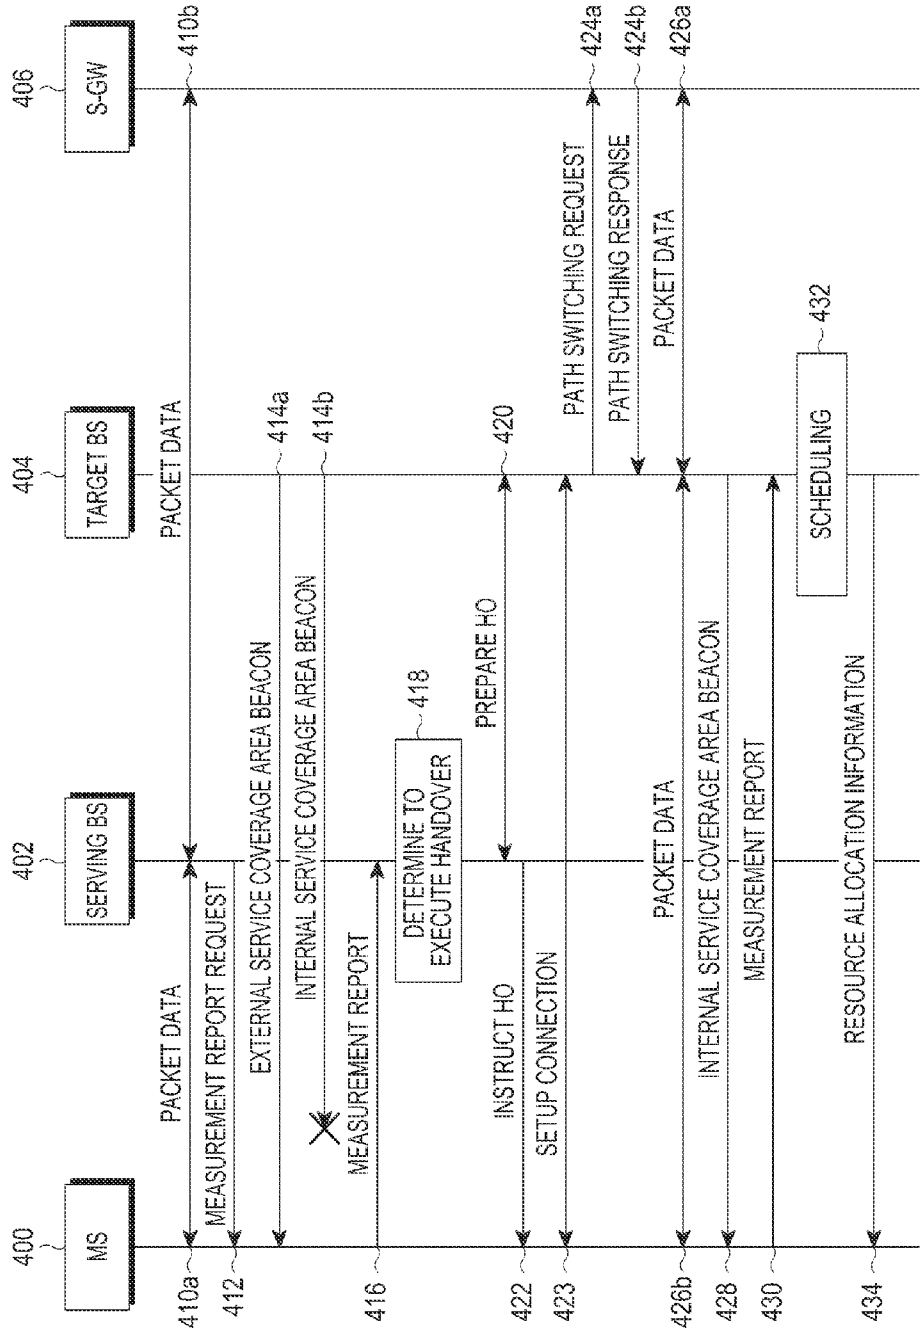 400
402
404
406
MS
SERVING BS
TARGET BS
S-GW
PACKET DATA
PACKET DATA
410a
410b
MEASUREMENT REPORT REQUEST
412
EXTERNAL SERVICE COVERAGE AREA BEACON
414a
INTERNAL SERVICE COVERAGE AREA BEACON
414b
MEASUREMENT REPORT
416
DETERMINE TO
EXECUTE HANDOVER
418
PREPARE HO
420
INSTRUCT HO
422
SETUP CONNECTION
423
PATH SWITCHING REQUEST
424a
PATH SWITCHING RESPONSE
424b
PACKET DATA
PACKET DATA
426b
426a
INTERNAL SERVICE COVERAGE AREA BEACON
428
MEASUREMENT REPORT
430
SCHEDULING
432
RESOURCE ALLOCATION INFORMATION
434